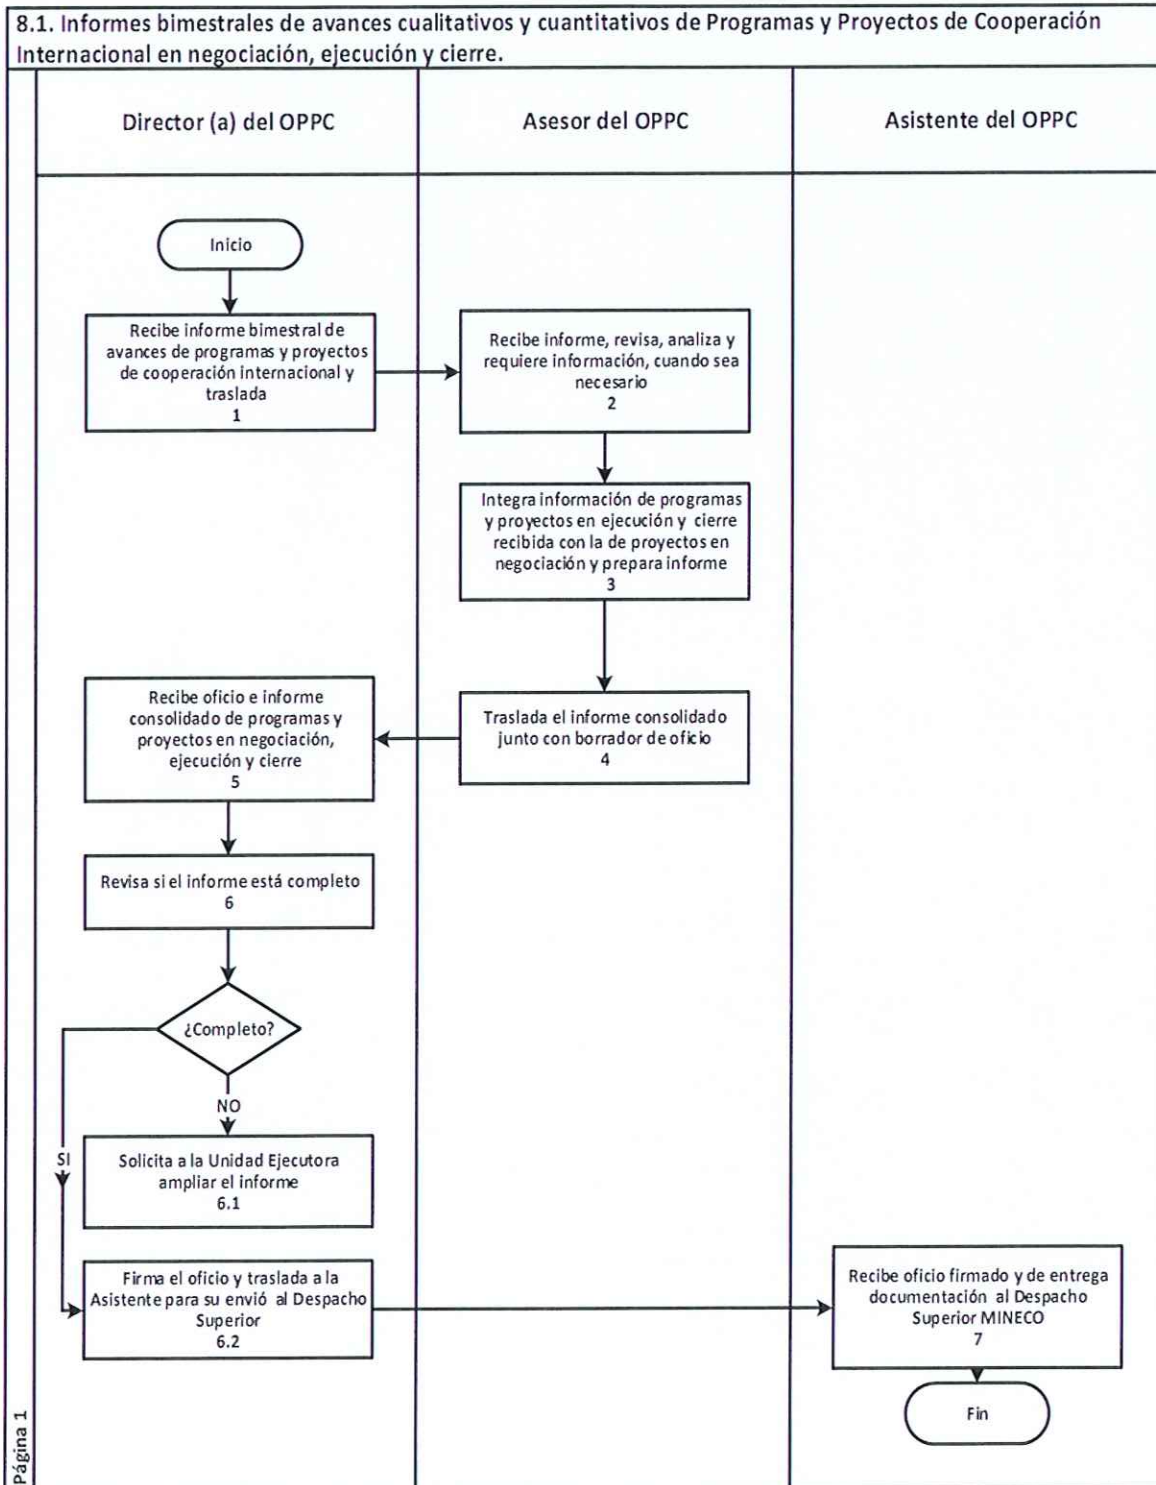 8.1. Informes bimestrales de avances cualitativos y cuantitativos de Programas y Proyectos de Cooperación
Internacional en negociación, ejecución y cierre.
Director (a) del OPPC
Asesor del OPPC
Asistente del OPPC
Inicio
Recibe informe bimestral de
avances de programas y proyectos
de cooperación internacional y
traslada
1
Recibe informe, revisa, analiza y
requiere información, cuando sea
necesario
2
Integra información de programas
y proyectos en ejecución y cierre
recibida con la de proyectos en
negociación y prepara informe
3
Traslada el informe consolidado
junto con borrador de oficio
4
Recibe oficio e informe
consolidado de programas y
proyectos en negociación,
ejecución y cierre
5
Revisa si el informe está completo
6
¿Completo?
NO
SI
Solicita a la Unidad Ejecutora
ampliar el informe
6.1
Firma el oficio y traslada a la
Asistente para su envió al Despacho
Superior
6.2
Recibe oficio firmado y de entrega
documentación al Despacho
Superior MINECO
7
Fin
Página 1